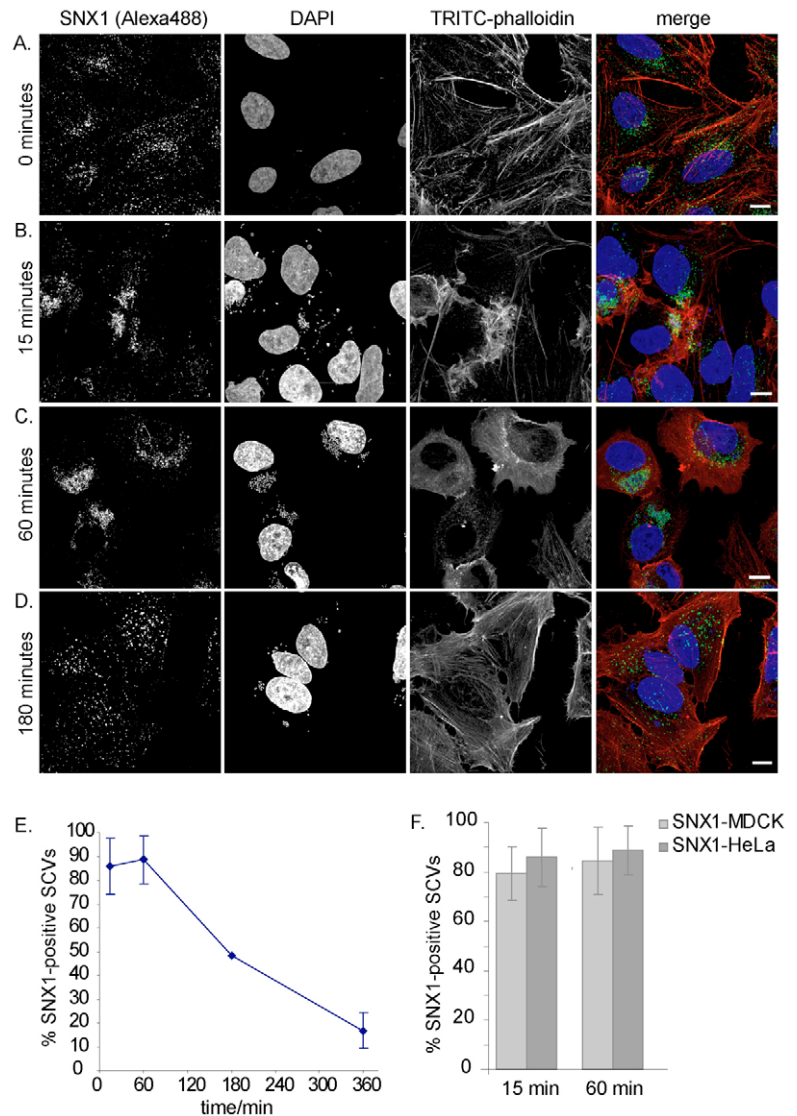 SNX1 (Alexa488) DAPI TRITC-phalloidin merge
A.
0 minutes
B.
15 minutes
C.
60 minutes
D.
180 minutes
E.
% SNX1-positive SCVs
100
90
80
70
60
50
40
30
20
10
0
0 60 120 180 240 300 360
time/min
F.
% SNX1-positive SCVs
100
80
60
40
20
0
15 min 60 min
SNX1-MDCK
SNX1-HeLa